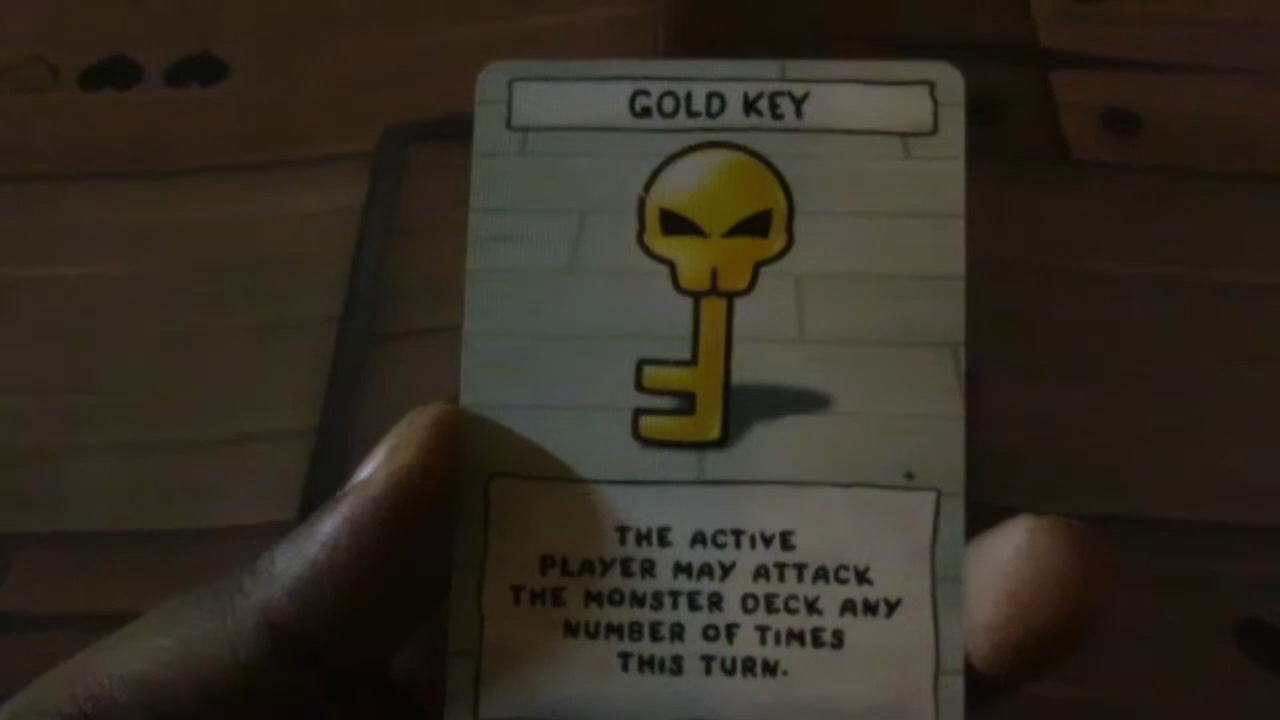 GOLD KEY
THE ACTIVE
PLAYER MAY ATTACK
THE MONSTER DECK ANY
NUMBER OF TIMES
THIS TURN.